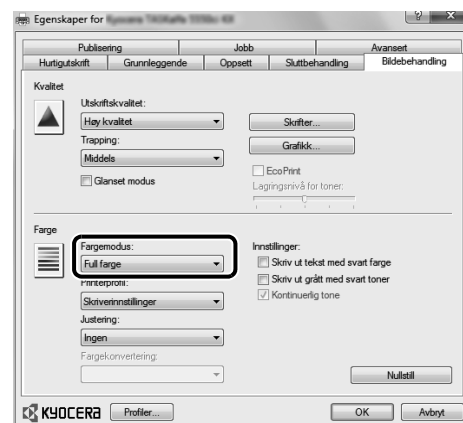 Egenskaper for
Publisering Jobb Avansert
Hurtigutskrift Grunnleggende Oppsett Sluttbehandling Bildebehandling
Kvalitet
Utskriftskvalitet:
Høy kvalitet
Skrifter...
Trapping:
Grafikk...
Middels
EcoPrint
Glanset modus
Lagringsnivå for toner:
Farge
Fargemodus:
Innstillinger:
Full farge
Skriv ut tekst med svart farge
Printerprofil:
Skriv ut grått med svart toner
Skriverinnstillinger
Kontinuerlig tone
Justering:
Ingen
Fargekonvertering:
Nullstill
KYOCERA Profiler... OK Avbryt